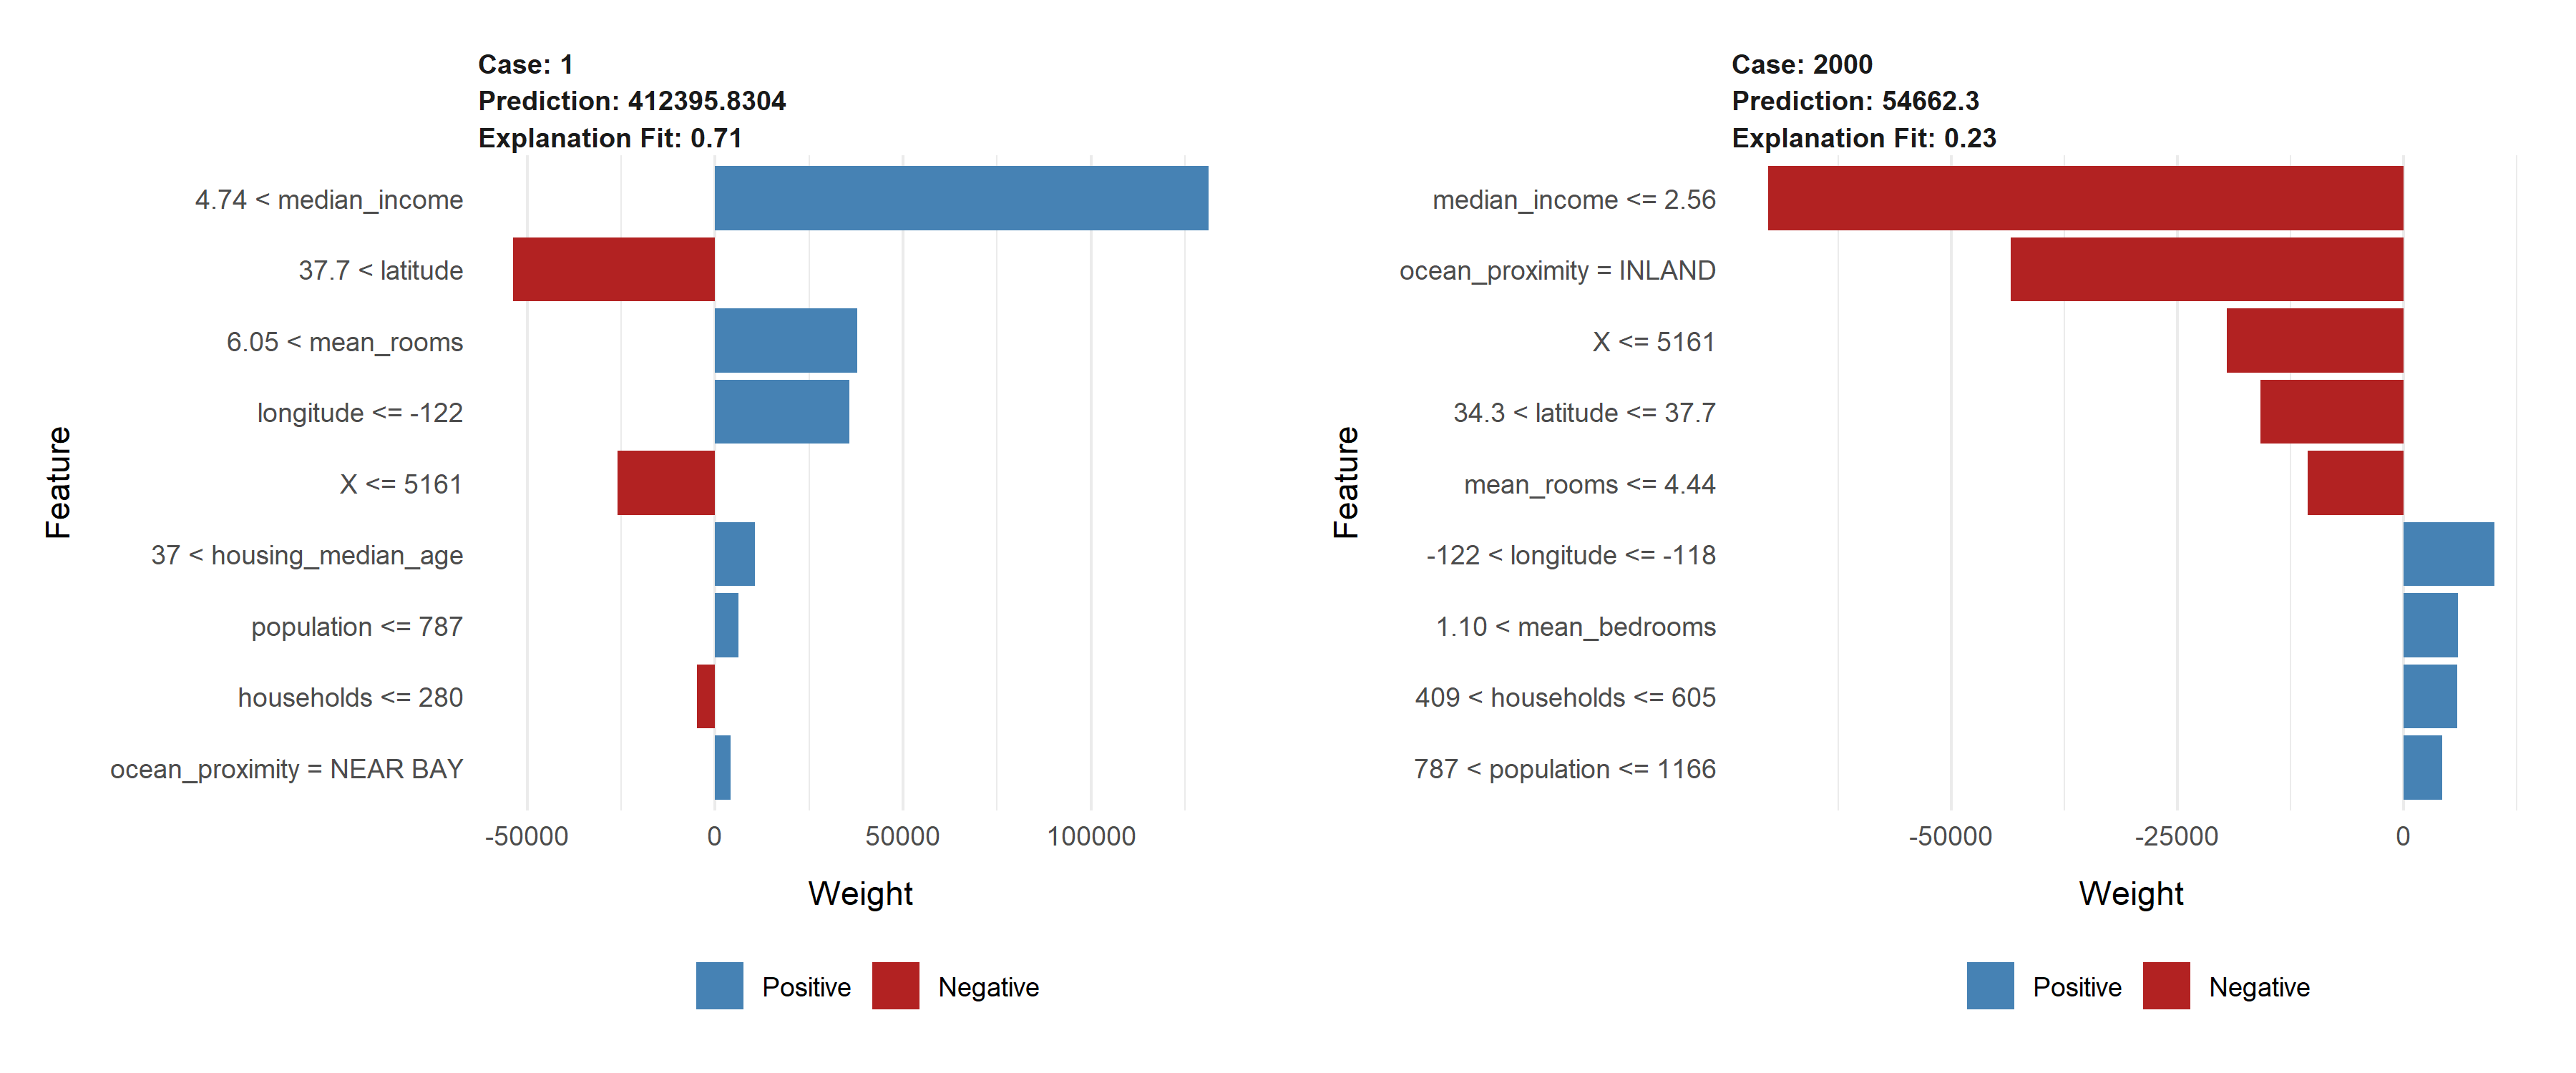 Case: 1
Prediction: 412395.8304
Explanation Fit: 0.71
Feature
4.74 < median_income
37.7 < latitude
6.05 < mean_rooms
longitude <= -122
X <= 5161
37 < housing_median_age
population <= 787
households <= 280
ocean_proximity = NEAR BAY
-50000 0 50000 100000
Weight
Positive Negative
Case: 2000
Prediction: 54662.3
Explanation Fit: 0.23
Feature
median_income <= 2.56
ocean_proximity = INLAND
X <= 5161
34.3 < latitude <= 37.7
mean_rooms <= 4.44
-122 < longitude <= -118
1.10 < mean_bedrooms
409 < households <= 605
787 < population <= 1166
-50000 -25000 0
Weight
Positive Negative